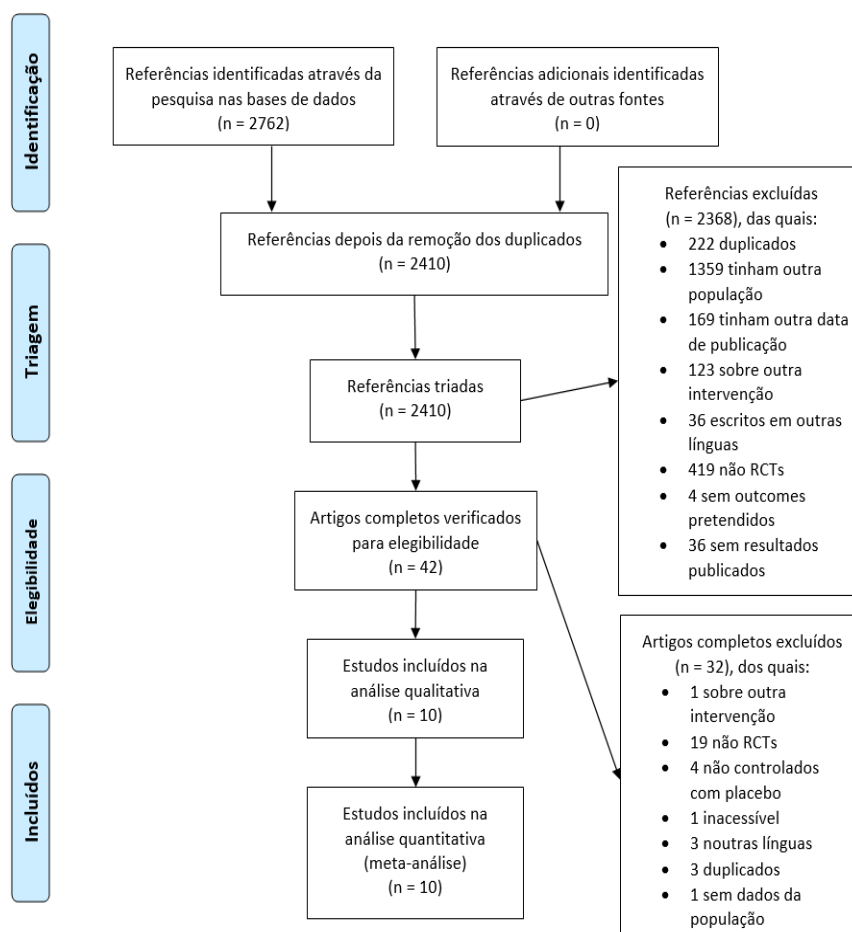 Identificação
Referências identificadas através da
pesquisa nas bases de dados
(n = 2762)
Referências adicionais identificadas
através de outras fontes
(n = 0)
Referências depois da remoção dos duplicados
(n = 2410)
Triagem
Referências triadas
(n = 2410)
Referências excluídas
(n = 2368), das quais:
• 222 duplicados
• 1359 tinham outra
população
• 169 tinham outra data
de publicação
• 123 sobre outra
intervenção
• 36 escritos em outras
línguas
• 419 não RCTs
• 4 sem outcomes
pretendidos
• 36 sem resultados
publicados
Elegibilidade
Artigos completos verificados
para elegibilidade
(n = 42)
Artigos completos excluídos
(n = 32), dos quais:
• 1 sobre outra
intervenção
• 19 não RCTs
• 4 não controlados
com placebo
• 1 inacessível
• 3 noutras línguas
• 3 duplicados
• 1 sem dados da
população
Estudos incluídos na
análise qualitativa
(n = 10)
Incluídos
Estudos incluídos na
análise quantitativa
(meta-análise)
(n = 10)